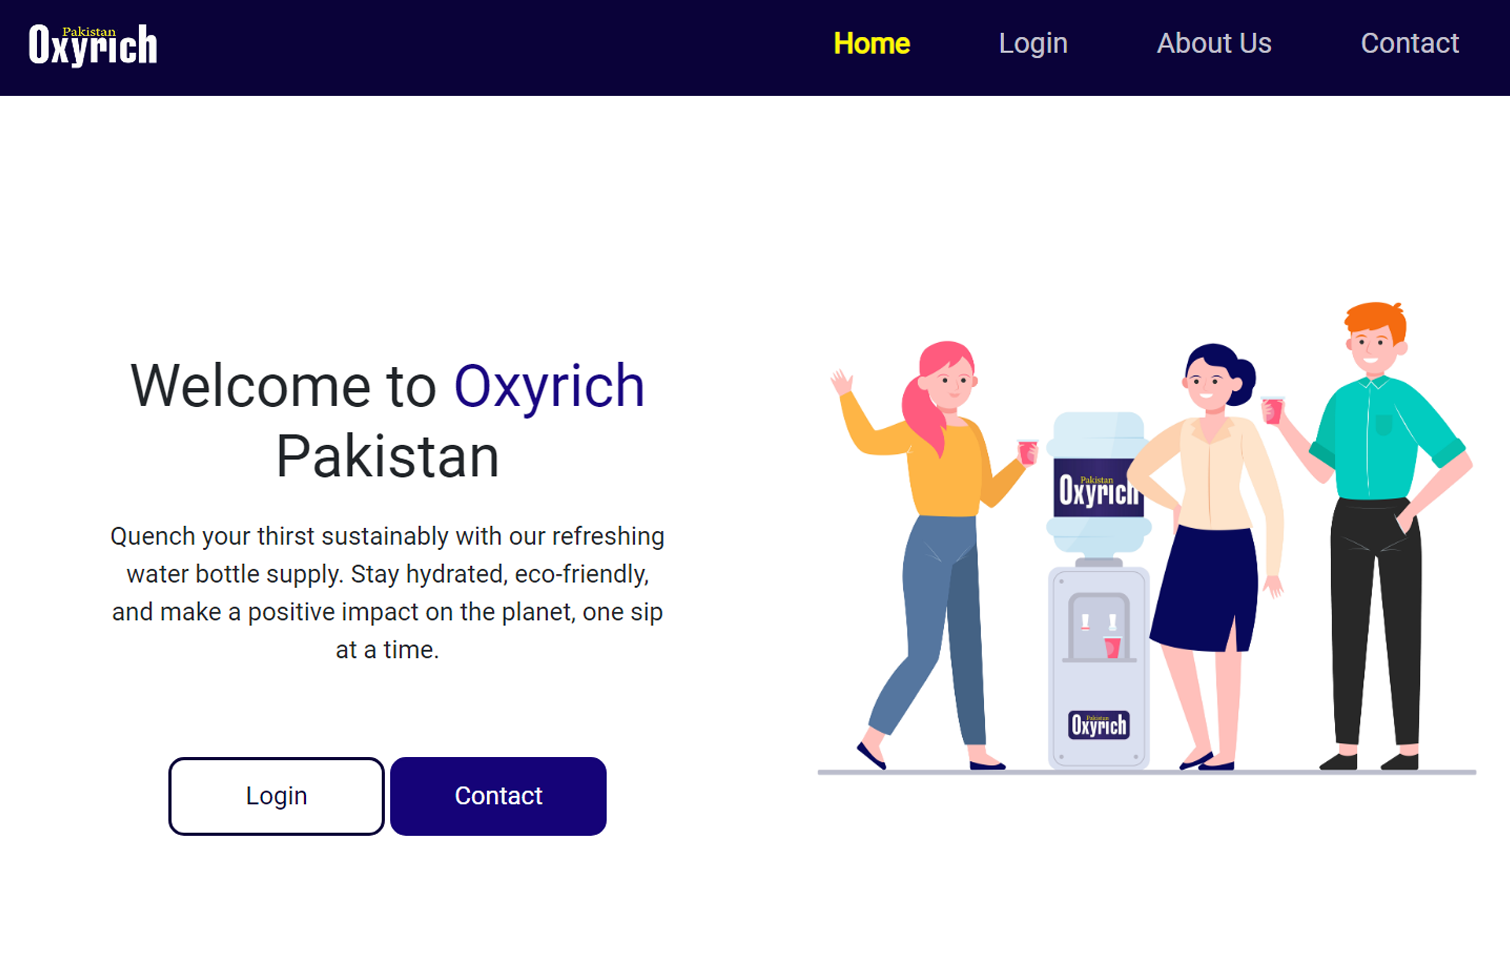 Pakistan
Oxyrich
Home Login About Us Contact
Welcome to Oxyrich
Pakistan
Quench your thirst sustainably with our refreshing
water bottle supply. Stay hydrated, eco-friendly,
and make a positive impact on the planet, one sip
at a time.
Login Contact
Pakistan
Oxyrich
Pakistan
Oxyrich